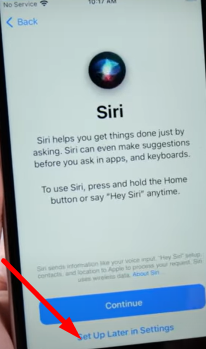 No Service 10:17 AM
Back
Siri
Siri helps you get things done just by
asking. Siri can even make suggestions
before you ask in apps, and keyboards.
To use Siri, press and hold the Home
button or say "Hey Siri" anytime.
Siri sends information like your voice input, "Hey Siri" setup,
contacts, and location to Apple to process your request. Siri
uses wireless data. About Siri...
Continue
Set Up Later in Settings